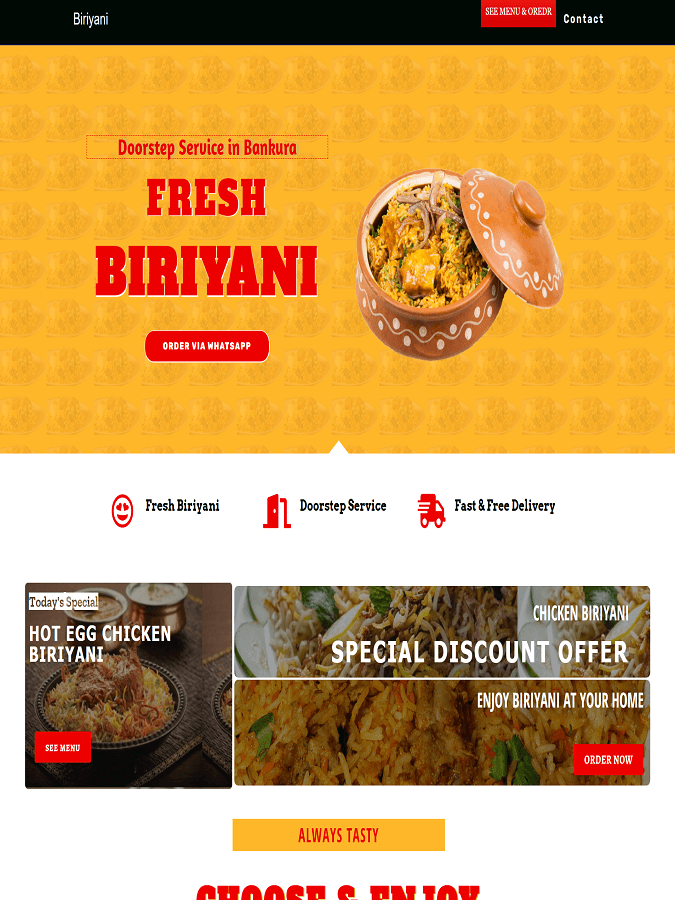 Biriyani
SEE MENU & OREDR
Contact
Doorstep Service in Bankura
FRESH
BIRIYANI
ORDER VIA WHATSAPP
Fresh Biriyani
Doorstep Service
Fast & Free Delivery
Today's Special
HOT EGG CHICKEN
BIRIYANI
SEE MENU
CHICKEN BIRIYANI
SPECIAL DISCOUNT OFFER
ENJOY BIRIYANI AT YOUR HOME
ORDER NOW
ALWAYS TASTY
CHOOSE & ENJOY